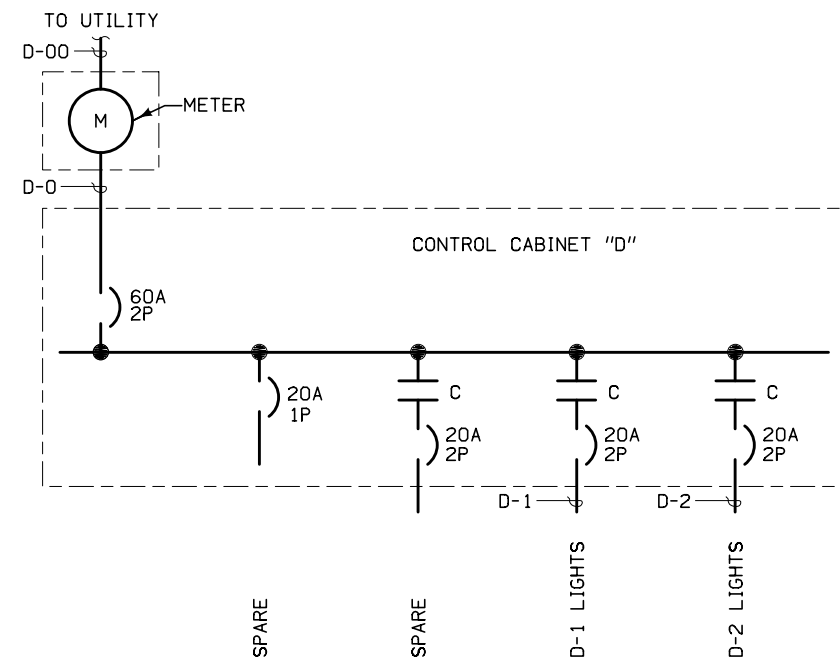 TO UTILITY
D-00
M
METER
D-0
CONTROL CABINET "D"
60A
2P
20A
1P
C
20A
2P
C
20A
2P
C
20A
2P
D-1
D-2
SPARE
SPARE
D-1 LIGHTS
D-2 LIGHTS